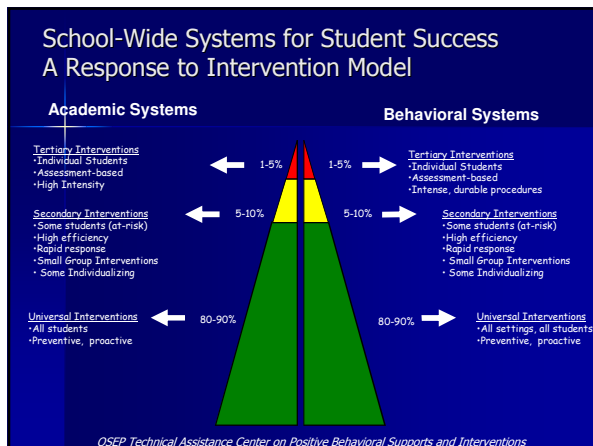 School-Wide Systems for Student Success
A Response to Intervention Model
Academic Systems
Behavioral Systems
Tertiary Interventions
•Individual Students
•Assessment-based
•High Intensity
1-5%
1-5%
Tertiary Interventions
•Individual Students
•Assessment-based
•Intense, durable procedures
Secondary Interventions
•Some students (at-risk)
•High efficiency
•Rapid response
•Small Group Interventions
• Some Individualizing
5-10%
5-10%
Secondary Interventions
•Some students (at-risk)
•High efficiency
•Rapid response
•Small Group Interventions
• Some Individualizing
Universal Interventions
•All students
•Preventive, proactive
80-90%
80-90%
Universal Interventions
•All settings, all students
•Preventive, proactive
OSEP Technical Assistance Center on Positive Behavioral Supports and Interventions